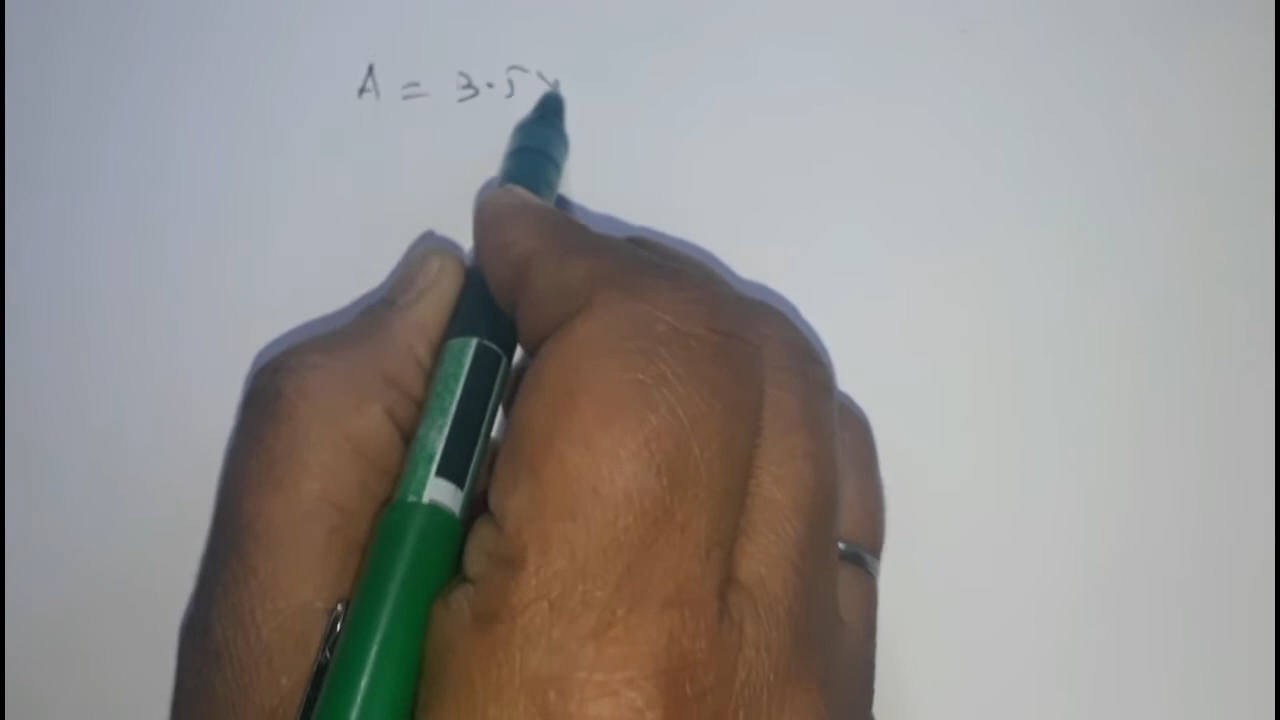 A = 3.5×